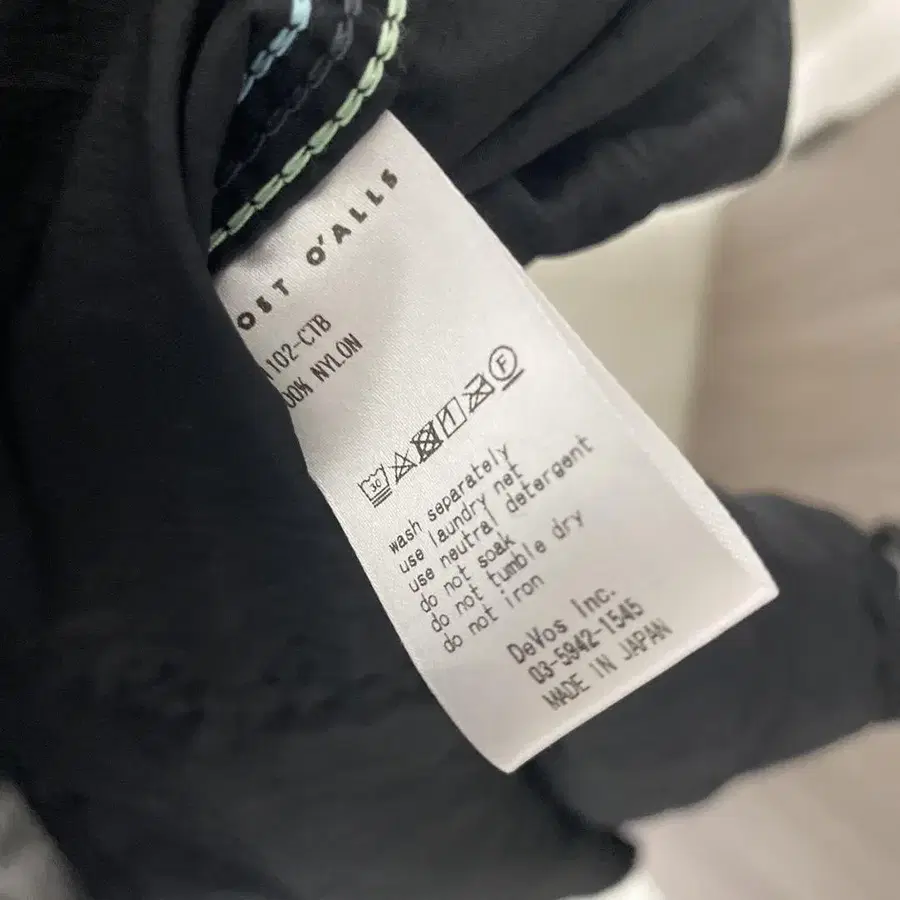 OST O'ALLS
102-CTB
00% NYLON
30 F
wash separately
use laundry net
use neutral detergent
do not soak
do not tumble dry
do not iron
DeVos Inc.
03-5942-1545
MADE IN JAPAN